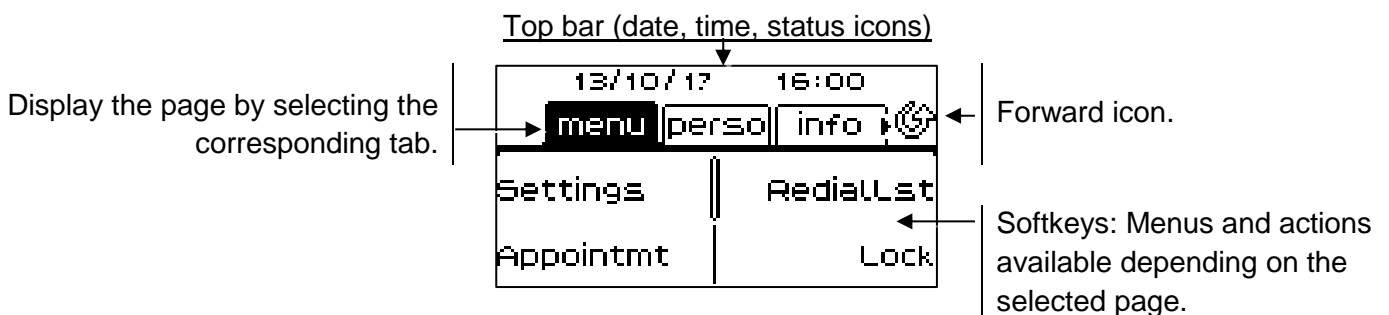 Top bar (date, time, status icons)
13/10/17 16:00
Display the page by selecting the
corresponding tab.
menu perso info
Forward icon.
Settings RedialLst
Appointmt Lock
Softkeys: Menus and actions
available depending on the
selected page.